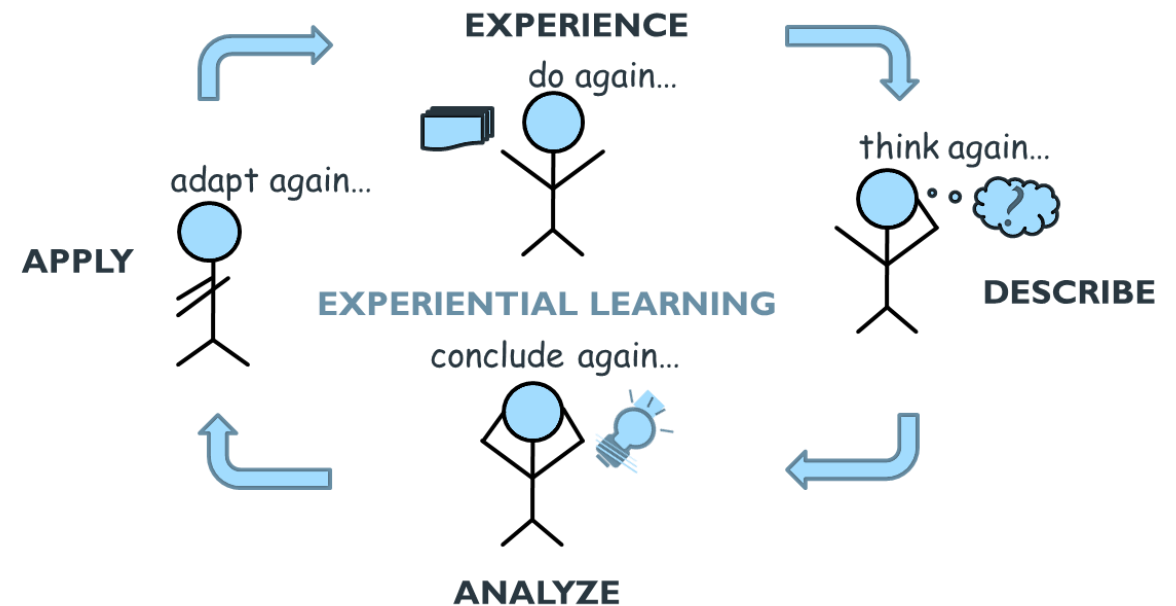 EXPERIENCE
do again...
think again...
?
adapt again...
APPLY
DESCRIBE
EXPERIENTIAL LEARNING
conclude again...
ANALYZE